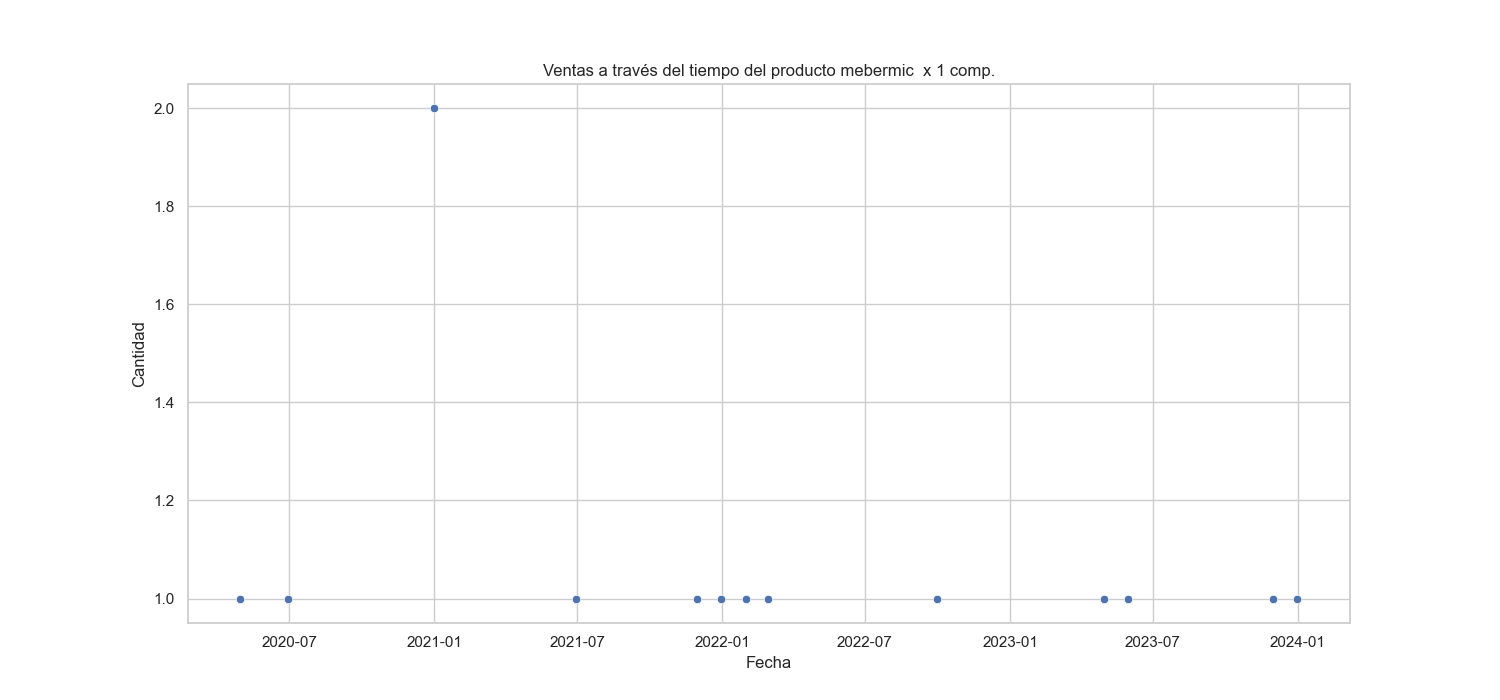 Ventas a través del tiempo del producto mebermic  x 1 comp.
2.0
1.8
1.6
1.4
1.2
1.0
Cantidad
2020-07 2021-01 2021-07 2022-01 2022-07 2023-01 2023-07 2024-01
Fecha